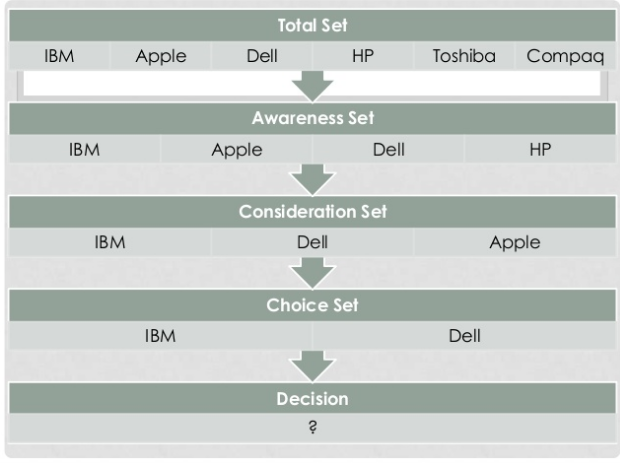 Total Set
IBM Apple Dell HP Toshiba Compaq
Awareness Set
IBM Apple Dell HP
Consideration Set
IBM Dell Apple
Choice Set
IBM Dell
Decision
?